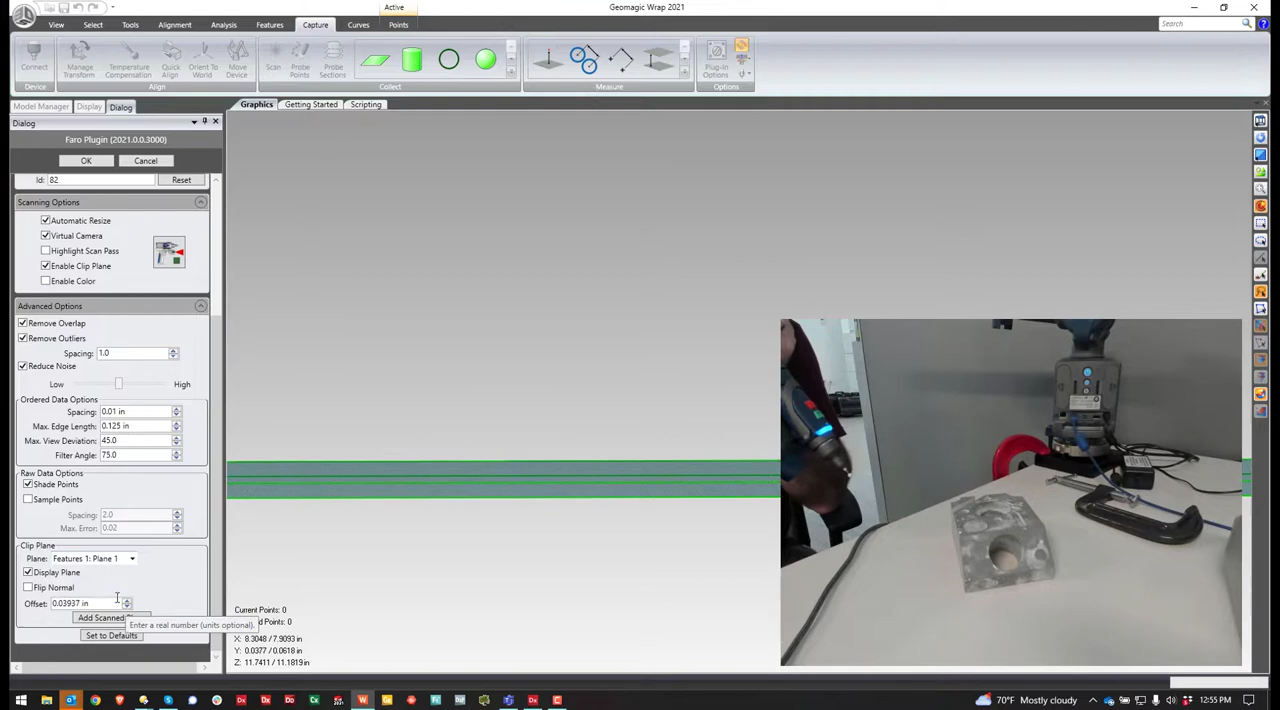 Active
Geomagic Wrap 2021
View Select Tools Alignment Analysis Features Capture Curves Points
Search
Connect
Manage Transform
Temperature Compensation
Quick Align
Orient To World
Move Device
Scan
Probe Points
Probe Sections
Plug-in Options
Device Align Collect Measure Options
Model Manager Display Dialog
Graphics Getting Started Scripting
Dialog
Faro Plugin (2021.0.0.3000)
OK Cancel
Id: 82 Reset
Scanning Options
Automatic Resize
Virtual Camera
Highlight Scan Pass
Enable Clip Plane
Enable Color
Advanced Options
Remove Overlap
Remove Outliers
Spacing: 1.0
Reduce Noise
Low High
Ordered Data Options
Spacing: 0.01 in
Max. Edge Length: 0.125 in
Max. View Deviation: 45.0
Filter Angle: 75.0
Raw Data Options
Shade Points
Sample Points
Spacing: 2.0
Max. Error: 0.02
Clip Plane
Plane: Features 1: Plane 1
Display Plane
Flip Normal
Offset: 0.03937 in
Add Scanned
Enter a real number (units optional).
Set to Defaults
Current Points: 0
Total Points: 0
X: 8.3048 / 7.9093 in
Y: 0.0377 / 0.0618 in
Z: 11.7411 / 11.1819 in
70°F Mostly cloudy
12:55 PM